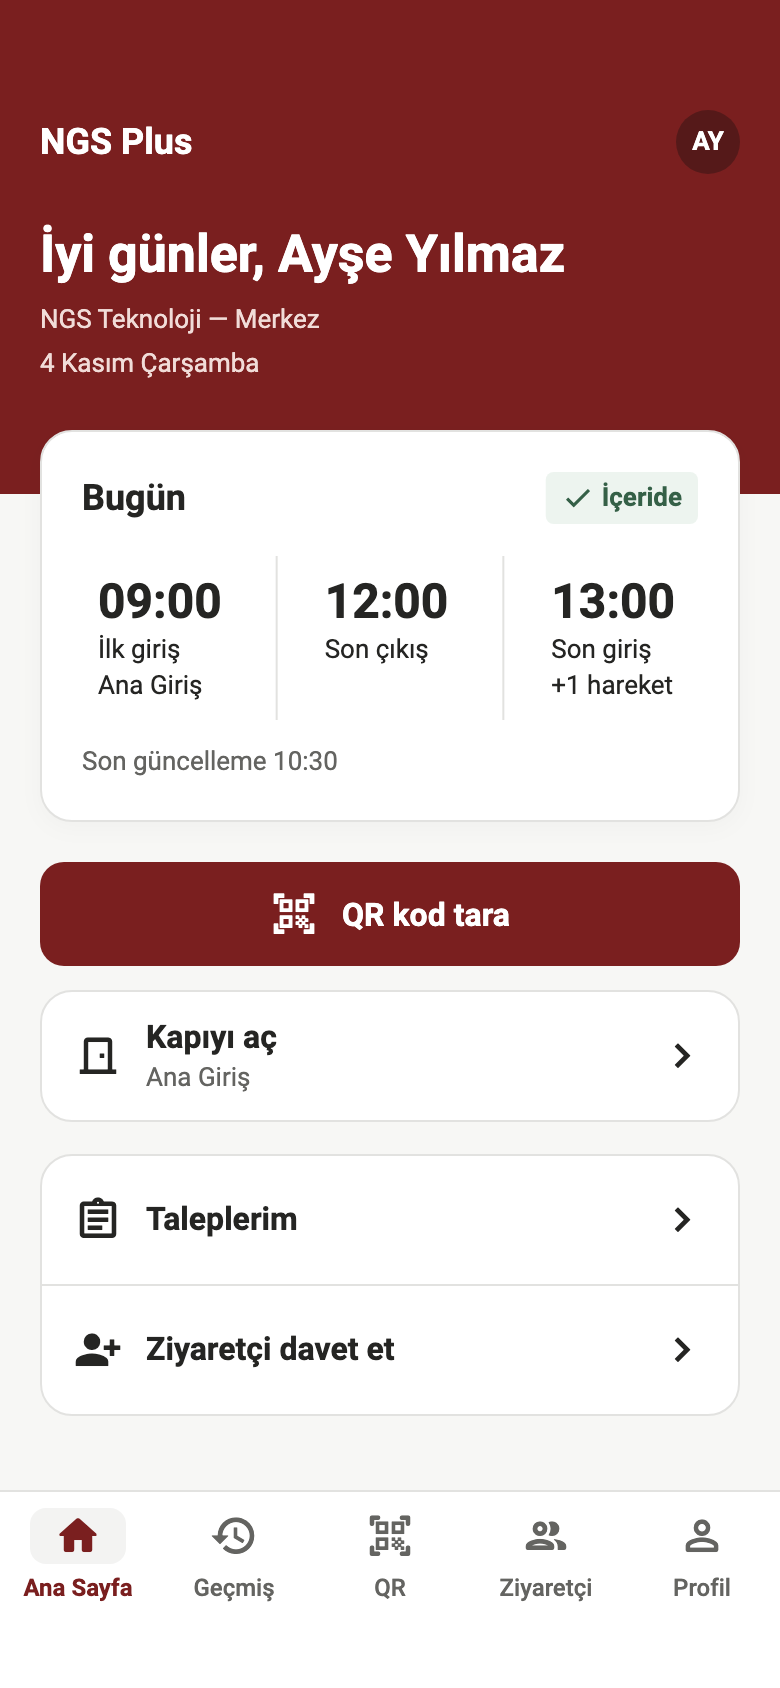 NGS Plus
AY
İyi günler, Ayşe Yılmaz
NGS Teknoloji — Merkez
4 Kasım Çarşamba
Bugün
İçeride
09:00
İlk giriş
Ana Giriş
12:00
Son çıkış
13:00
Son giriş
+1 hareket
Son güncelleme 10:30
QR kod tara
Kapıyı aç
Ana Giriş
Taleplerim
Ziyaretçi davet et
Ana Sayfa
Geçmiş
QR
Ziyaretçi
Profil